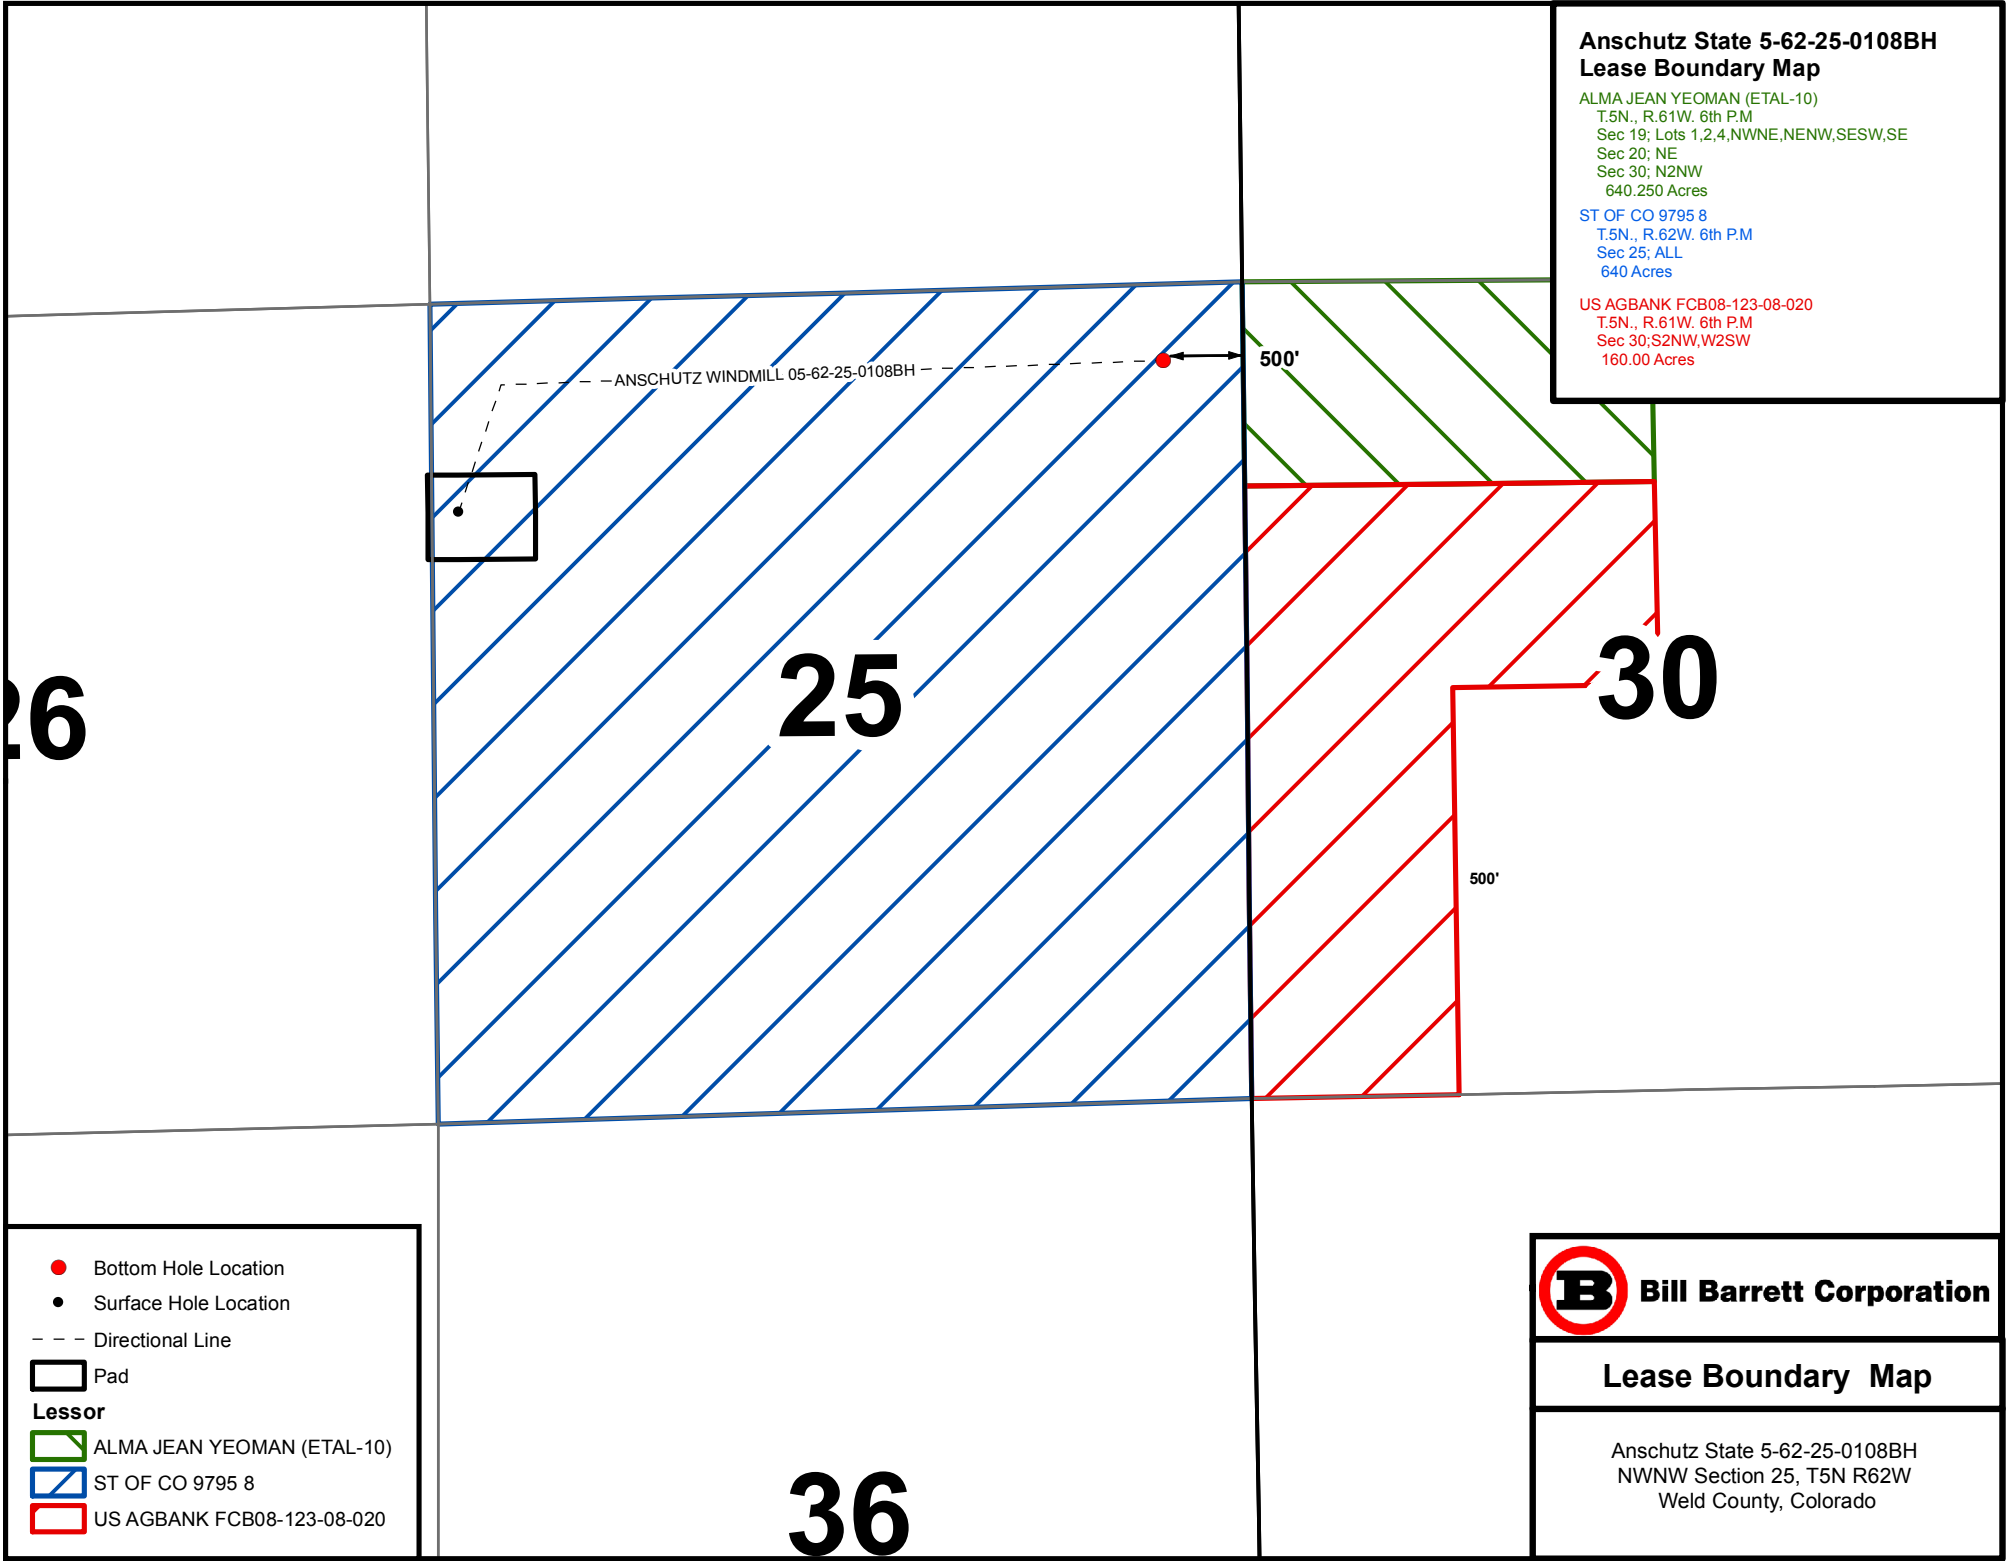 Anschutz State 5-62-25-0108BH
Lease Boundary Map
ALMA JEAN YEOMAN (ETAL-10)
T.5N., R.61W. 6th P.M
Sec 19; Lots 1,2,4,NWNE,NENW,SESW,SE
Sec 20; NE
Sec 30; N2NW
640.250 Acres
ST OF CO 9795 8
T.5N., R.62W. 6th P.M
Sec 25; ALL
640 Acres
US AGBANK FCB08-123-08-020
T.5N., R.61W. 6th P.M
Sec 30;S2NW,W2SW
160.00 Acres
500'
ANSCHUTZ WINDMILL 05-62-25-0108BH
26
25
30
500'
36
Bottom Hole Location
Surface Hole Location
Directional Line
Pad
Lessor
ALMA JEAN YEOMAN (ETAL-10)
ST OF CO 9795 8
US AGBANK FCB08-123-08-020
B Bill Barrett Corporation
Lease Boundary Map
Anschutz State 5-62-25-0108BH
NWNW Section 25, T5N R62W
Weld County, Colorado